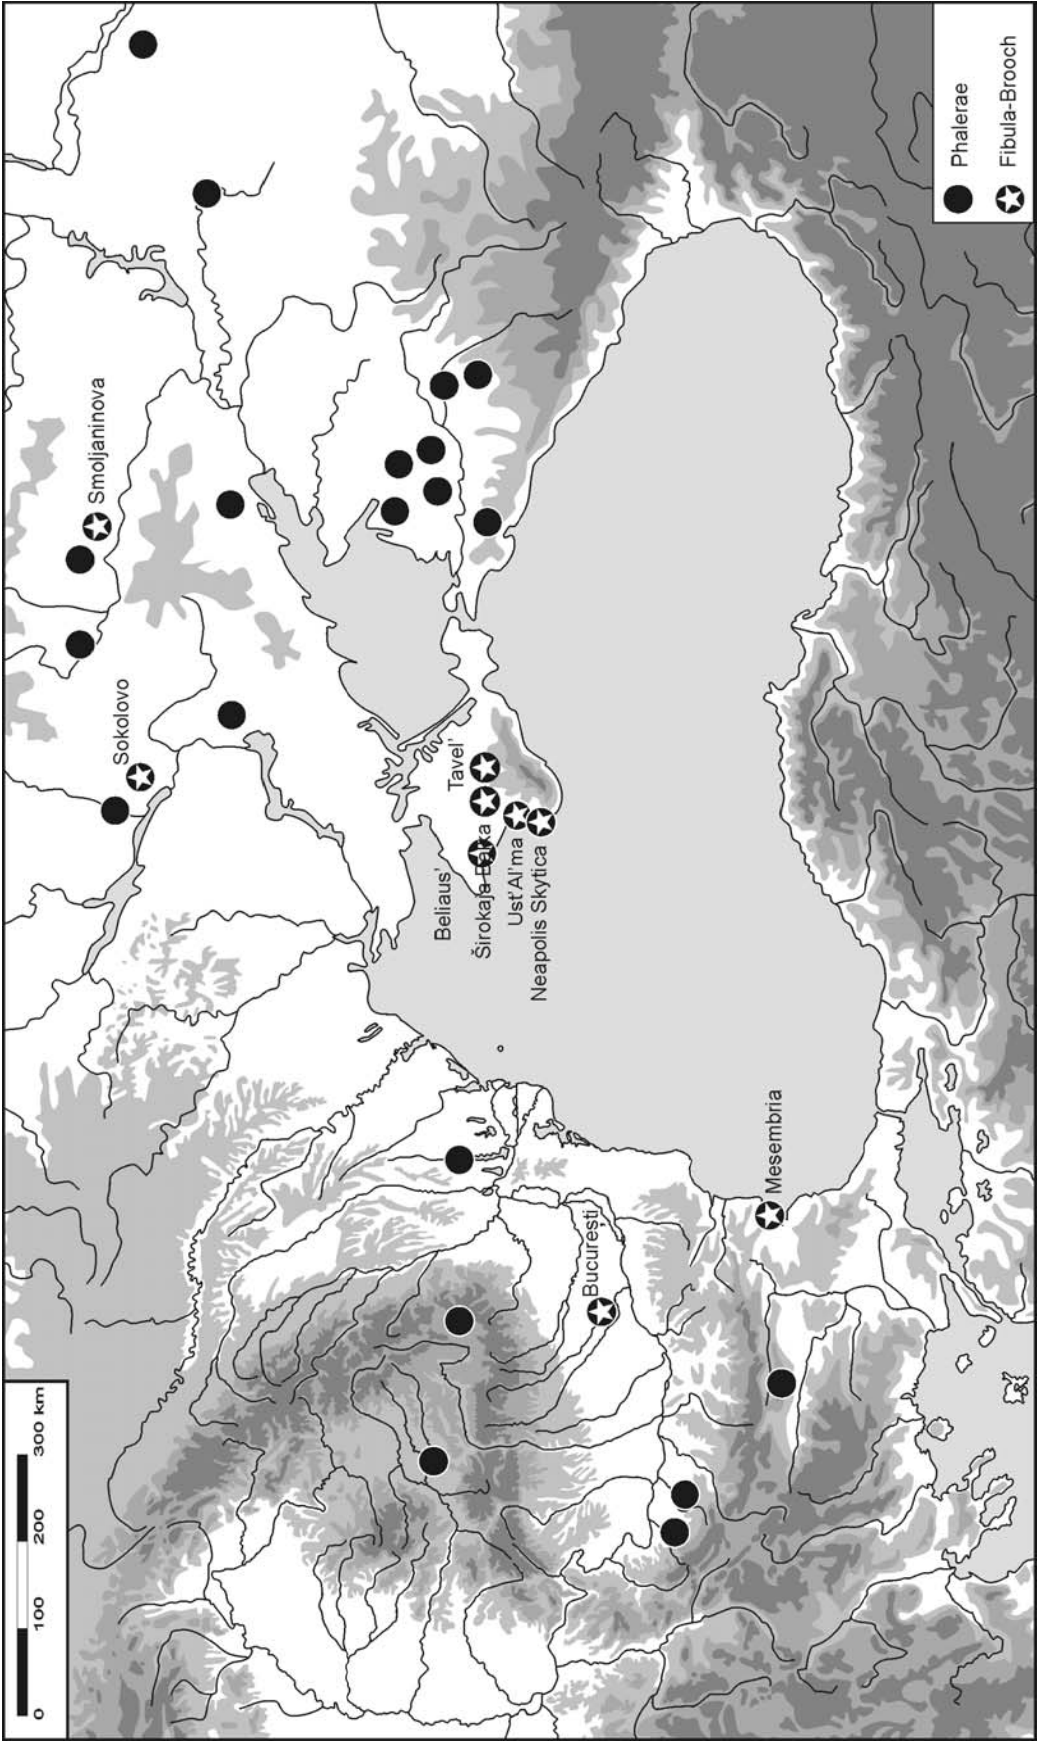 0 100 200 300 km
Sokolovo
Smoljaninova
Beliaus'
Tavel'
Širokaja Balka
Ust'Al'ma
Neapolis Skytica
Bucureşti
Mesembria
Phalerae
Fibula-Brooch